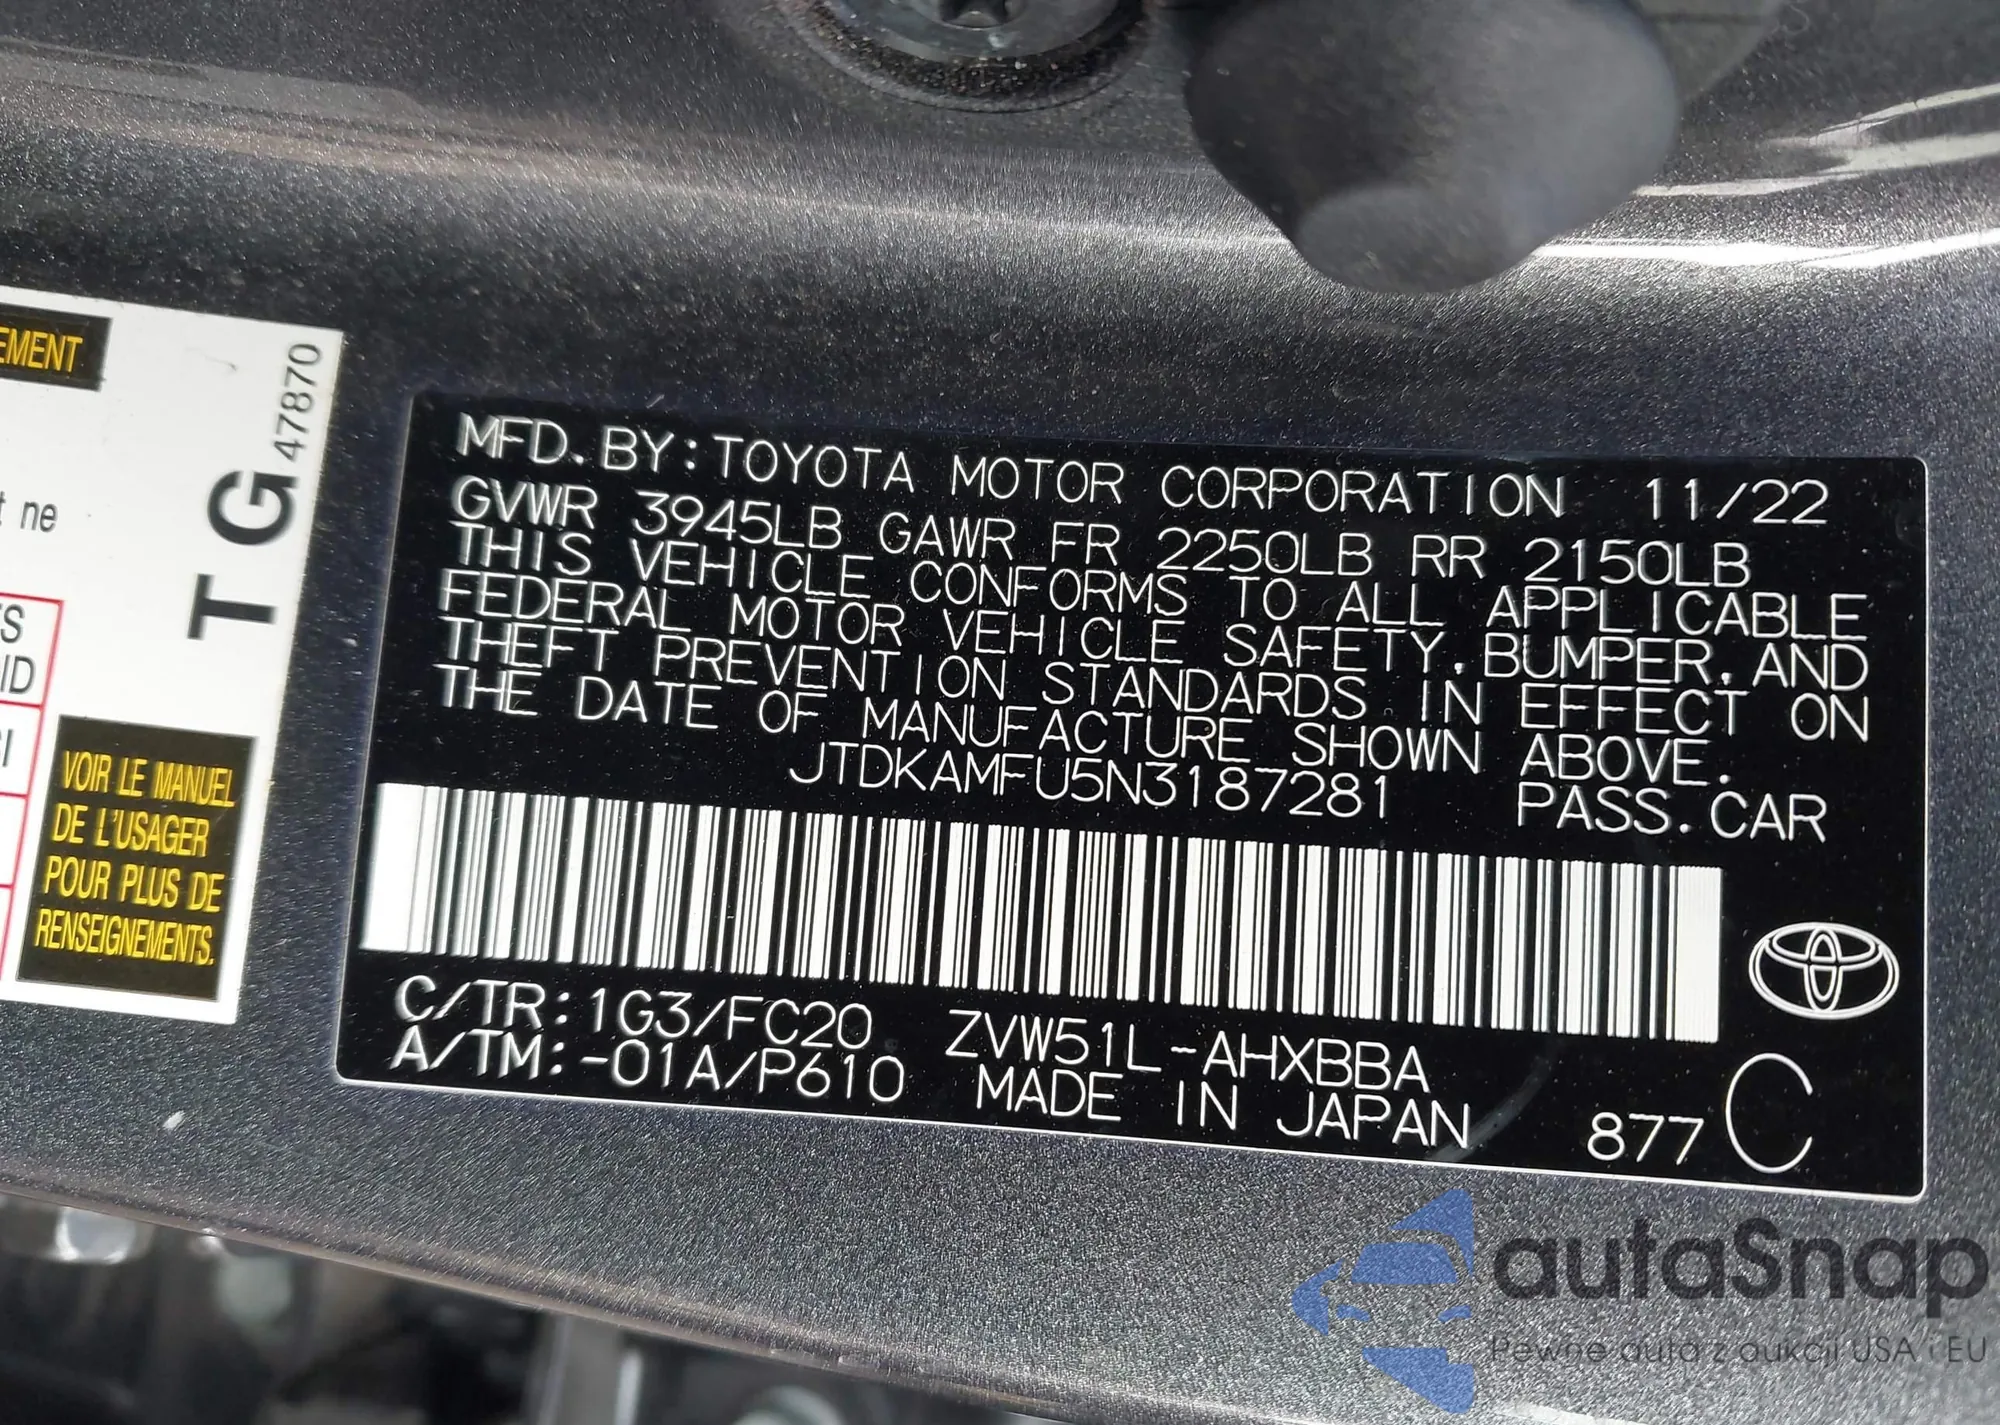 EMENT
t ne
S
ID
VOIR LE MANUEL
DE L'USAGER
POUR PLUS DE
RENSEIGNEMENTS.
T G 47870
MFD. BY: TOYOTA MOTOR CORPORATION 11/22
GVWR 3945LB GAWR FR 2250LB RR 2150LB
THIS VEHICLE CONFORMS TO ALL APPLICABLE
FEDERAL MOTOR VEHICLE SAFETY, BUMPER, AND
THEFT PREVENTION STANDARDS IN EFFECT ON
THE DATE OF MANUFACTURE SHOWN ABOVE.
JTDKAMFU5N3187281 PASS. CAR
C/TR: 1G3/FC20 ZVW51L-AHXBBA
A/TM: -01A/P610 MADE IN JAPAN 877 C
autaSnap
Pewne auta z aukcji USA i EU